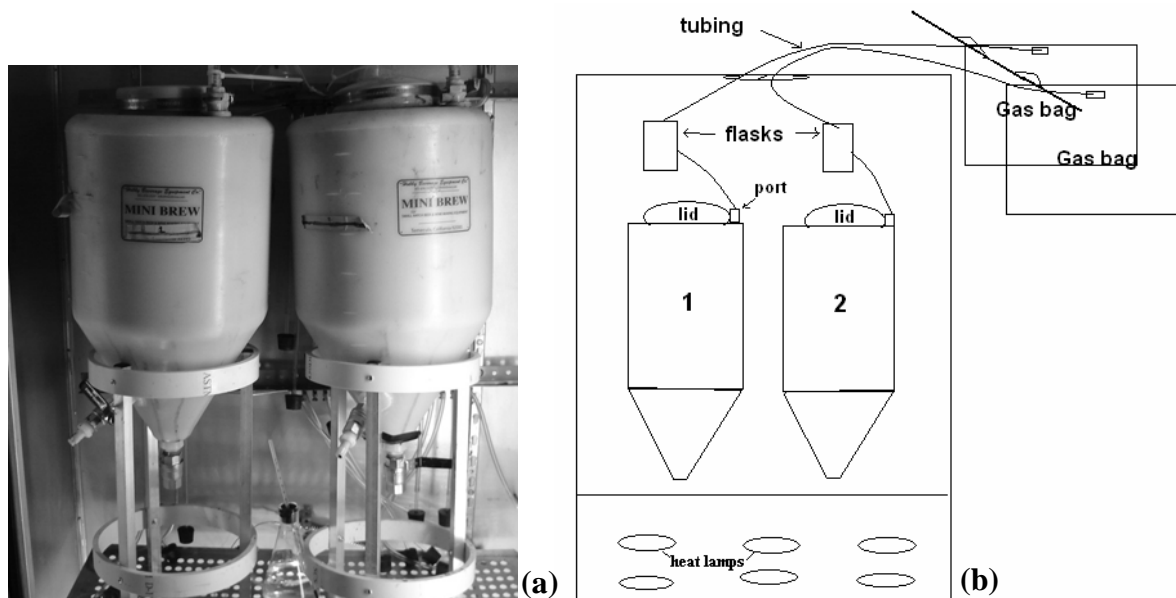 MINI BREW
MINI BREW
(a)
tubing
Gas bag
Gas bag
flasks
port
lid
lid
1
2
heat lamps
(b)